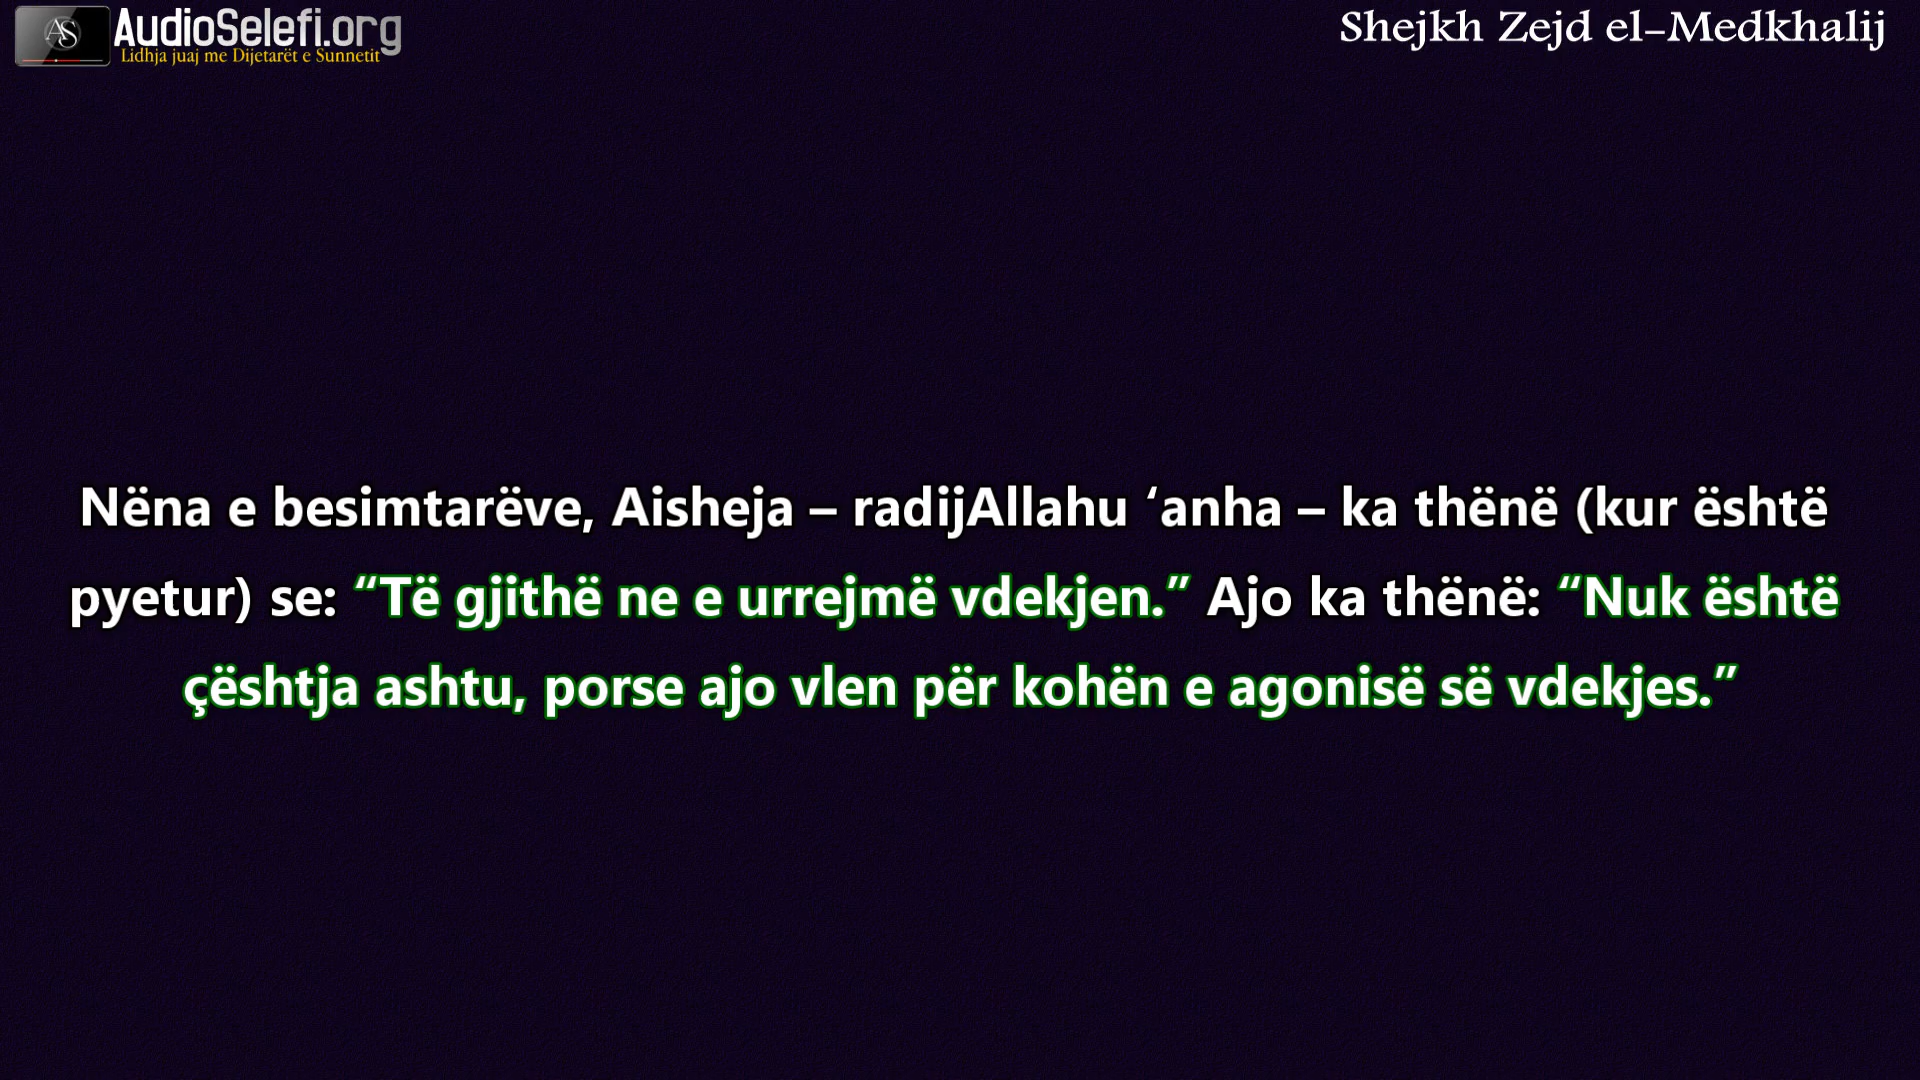 AudioSelefi.org
Lidhja juaj me Dijetarët e Sunnetit
Shejkh Zejd el-Medkhalij
Nëna e besimtarëve, Aisheja – radijAllahu ‘anha – ka thënë (kur është
pyetur) se: “Të gjithë ne e urrejmë vdekjen.” Ajo ka thënë: “Nuk është
çështja ashtu, porse ajo vlen për kohën e agonisë së vdekjes.”